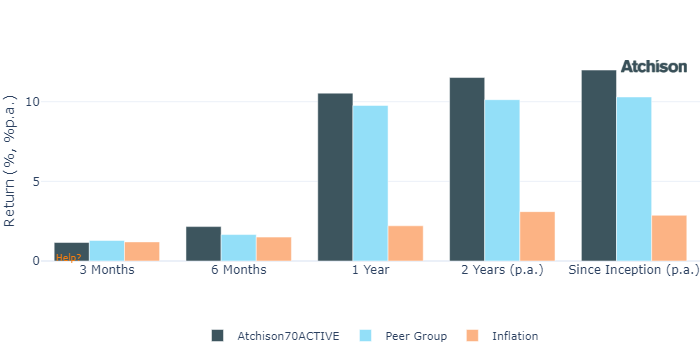 Atchison
Return (%, %p.a.)
10
5
0
Help?
3 Months
6 Months
1 Year
2 Years (p.a.)
Since Inception (p.a.)
Atchison70ACTIVE
Peer Group
Inflation